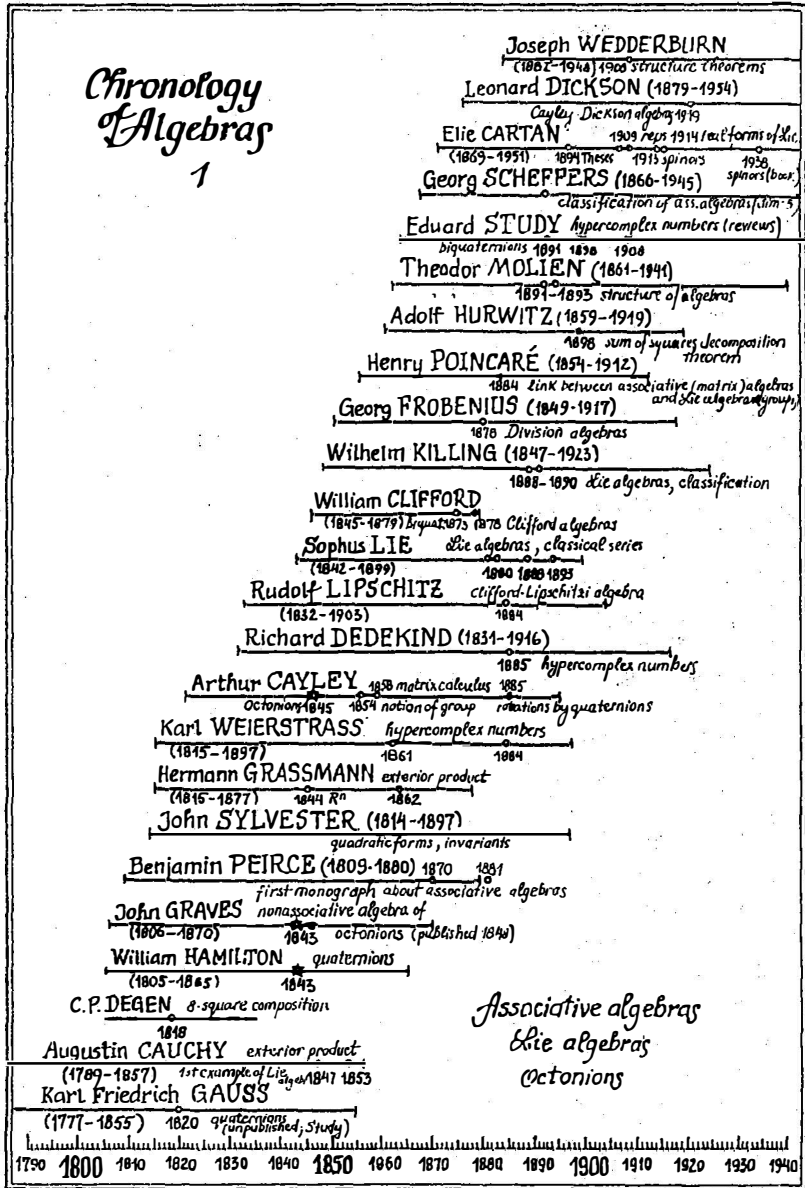 Chronology
of Algebras
1
Joseph WEDDERBURN
(1882-1948) 1908 structure theorems
Leonard DICKSON (1879-1954)
Cayley-Dickson algebra 1919
Elie CARTAN 1909 reps 1914 real forms of Lie.
(1869-1951) 1894 Theses 1913 spinors 1938
spinors (book)
Georg SCHEFFERS (1866-1945)
classification of ass. algebras (dim-5)
Eduard STUDY hypercomplex numbers (reviews)
biquaternions 1891 1898 1908
Theodor MOLIEN (1861-1941)
1891-1893 structure of algebras
Adolf HURWITZ (1859-1919)
1898 sum of squares decomposition
theorem
Henry POINCARÉ (1854-1912)
1884 link between associative (matrix) algebras
and Lie algebras (groups)
Georg FROBENIUS (1849-1917)
1878 Division algebras
Wilhelm KILLING (1847-1923)
1888-1890 Lie algebras, classification
William CLIFFORD
(1845-1879) biquat. 1873 1878 Clifford algebras
Sophus LIE Lie algebras, classical series
(1842-1899) 1880 1888 1893
Rudolf LIPSCHITZ Clifford-Lipschitz algebra
(1832-1903) 1884
Richard DEDEKIND (1831-1916)
1885 hypercomplex numbers
Arthur CAYLEY 1858 matrix calculus 1885
Octonions 1845 1854 notion of group rotations by quaternions
Karl WEIERSTRASS hypercomplex numbers
(1815-1897) 1861 1884
Hermann GRASSMANN exterior product
(1815-1877) 1844 Rⁿ 1862
John SYLVESTER (1814-1897)
quadratic forms, invariants
Benjamin PEIRCE (1809-1880) 1870 1881
first monograph about associative algebras
John GRAVES nonassociative algebra of
(1806-1870) 1843 octonions (published 1848)
William HAMILTON quaternions
(1805-1865) 1843
C.P. DEGEN 8-square composition
1818
Augustin CAUCHY exterior product
(1789-1857) 1st example of Lie algeb. 1847 1853
Karl Friedrich GAUSS
(1777-1855) 1820 quaternions
(unpublished; Study)
Associative algebras
Lie algebras
Octonions
1790 1800 1810 1820 1830 1840 1850 1860 1870 1880 1890 1900 1910 1920 1930 1940